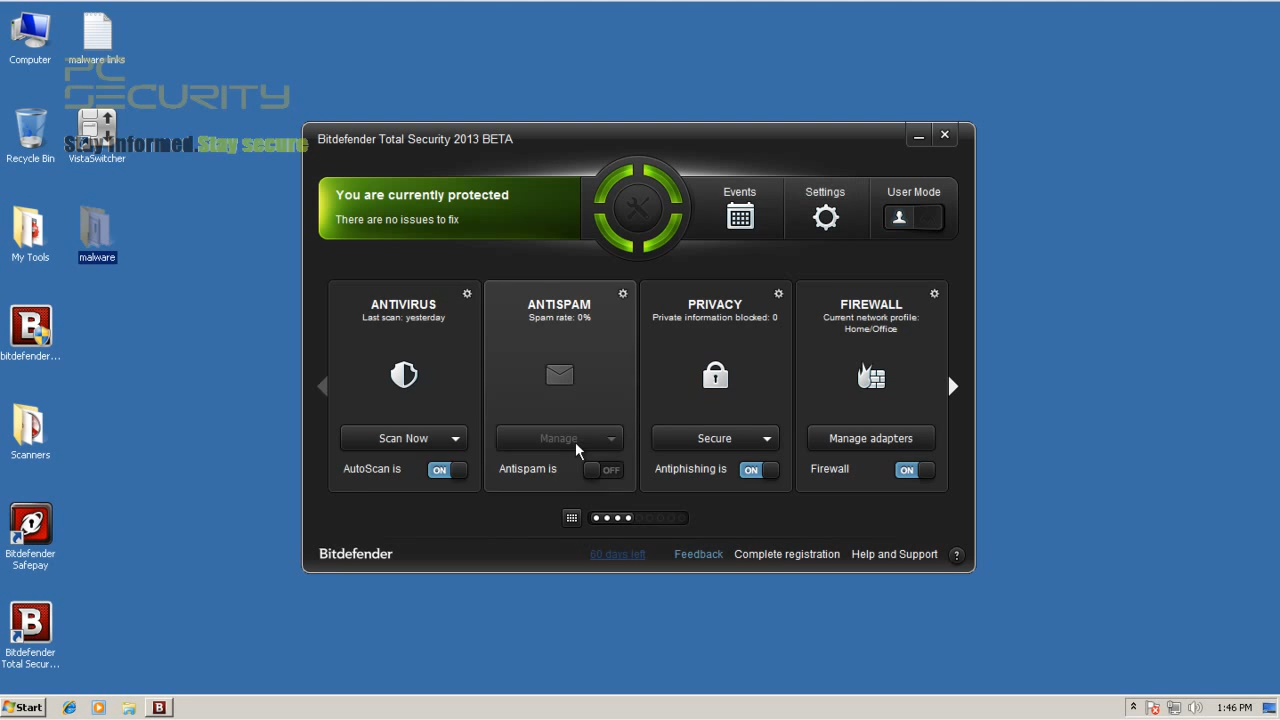 Computer
malware links
PC
SECURITY
Stay Informed.Stay secure
Recycle Bin
VistaSwitcher
My Tools
malware
bitdefender...
Scanners
Bitdefender
Safepay
Bitdefender
Total Secur...
Bitdefender Total Security 2013 BETA
You are currently protected
There are no issues to fix
Events
Settings
User Mode
ANTIVIRUS
Last scan: yesterday
Scan Now
AutoScan is
ON
ANTISPAM
Spam rate: 0%
Manage
Antispam is
OFF
PRIVACY
Private information blocked: 0
Secure
Antiphishing is
ON
FIREWALL
Current network profile:
Home/Office
Manage adapters
Firewall
ON
Bitdefender
60 days left
Feedback
Complete registration
Help and Support
?
Start
B
1:46 PM